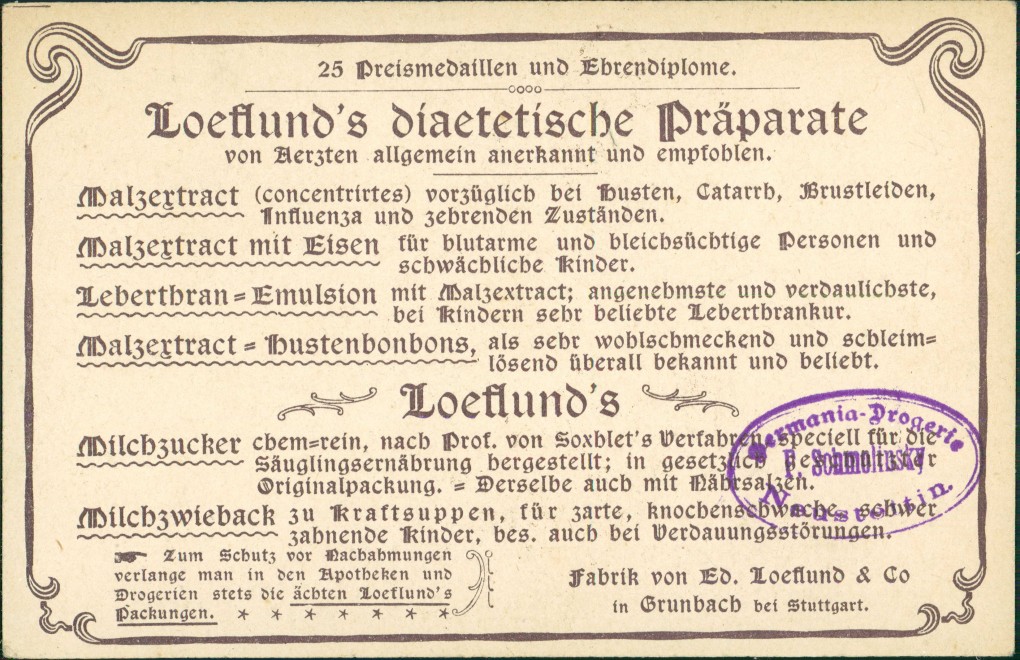 25 Preismedaillen und Ehrendiplome.
Loeflund's diaetetische Präparate
von Aerzten allgemein anerkannt und empfohlen.
Malzextract (concentrirtes) vorzüglich bei Husten, Catarrh, Brustleiden,
Influenza und zehrenden Zuständen.
Malzextract mit Eisen für blutarme und bleichsüchtige Personen und
schwächliche Kinder.
Leberthran=Emulsion mit Malzextract; angenehmste und verdaulichste,
bei Kindern sehr beliebte Leberthrankur.
Malzextract=Hustenbonbons, als sehr wohlschmeckend und schleim=
lösend überall bekannt und beliebt.
Loeflund's
Milchzucker chem=rein, nach Prof. von Soxhlet's Verfahren speciell für die
Säuglingsernährung hergestellt; in gesetzlich geschützter
Originalpackung. = Derselbe auch mit Nährsalzen.
Milchzwieback zu Kraftsuppen, für zarte, knochenschwache, schwer
zahnende Kinder, bes. auch bei Verdauungsstörungen.
Germania-Drogerie
P. Schmolinsky
Neustettin.
☛ Zum Schutz vor Nachahmungen
verlange man in den Apotheken und
Drogerien stets die ächten Loeflund's
Packungen. * * * * * * *
Fabrik von Ed. Loeflund & Co
in Grunbach bei Stuttgart.